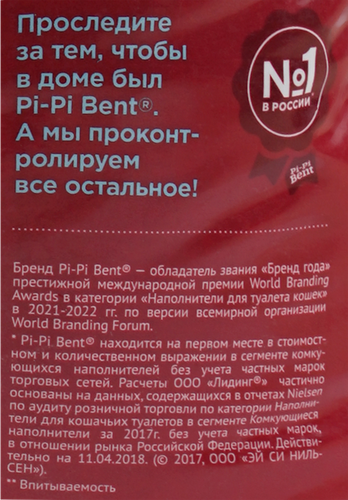 Проследите
за тем, чтобы
в доме был
Pi-Pi Bent®.
А мы проконт-
ролируем
все остальное!
№1
В РОССИИ*
Pi-Pi
Bent
Бренд Pi-Pi Bent® — обладатель звания «Бренд года»
престижной международной премии World Branding
Awards в категории «Наполнители для туалета кошек»
в 2021-2022 гг. по версии всемирной организации
World Branding Forum.
* Pi-Pi Bent® находится на первом месте в стоимост-
ном и количественном выражении в сегменте комку-
ющихся наполнителей без учета частных марок
торговых сетей. Расчеты ООО «Лидинг®» частично
основаны на данных, содержащихся в отчетах Nielsen
по аудиту розничной торговли по категории Наполни-
тели для кошачьих туалетов в сегменте Комкующиеся
наполнители за 2017г. без учета частных марок,
в отношении рынка Российской Федерации. Действи-
тельно на 11.04.2018. (© 2017, ООО «ЭЙ СИ НИЛЬ-
СЕН»).
** Впитываемость